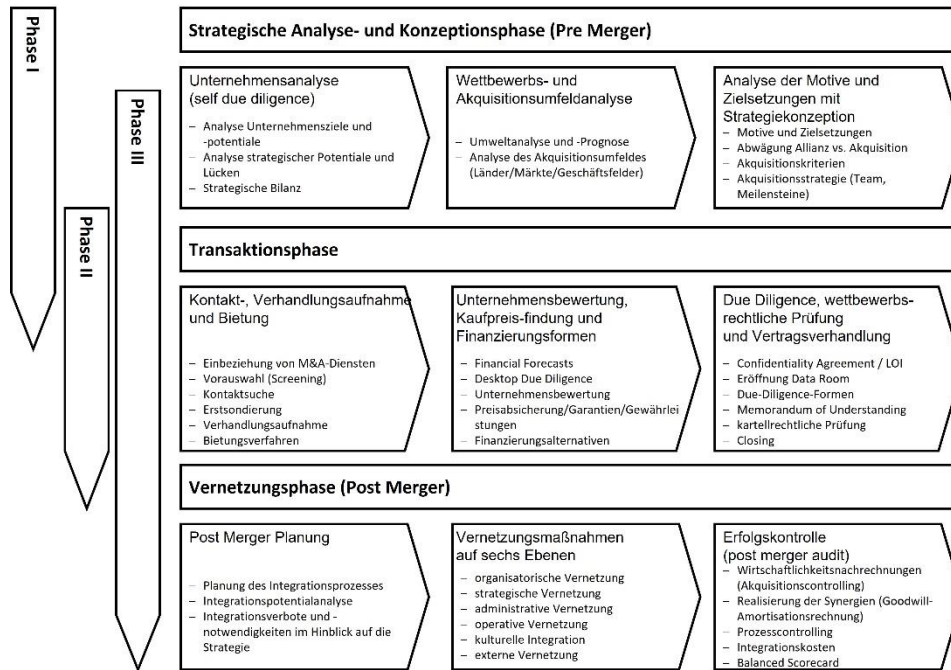 Phase I
Phase II
Phase III
Strategische Analyse- und Konzeptionsphase (Pre Merger)
Unternehmensanalyse
(self due diligence)
– Analyse Unternehmensziele und
-potentiale
– Analyse strategischer Potentiale und
Lücken
– Strategische Bilanz
Wettbewerbs- und
Akquisitionsumfeldanalyse
– Umweltanalyse und -Prognose
– Analyse des Akquisitionsumfeldes
(Länder/Märkte/Geschäftsfelder)
Analyse der Motive und
Zielsetzungen mit
Strategiekonzeption
– Motive und Zielsetzungen
– Abwägung Allianz vs. Akquisition
– Akquisitionskriterien
– Akquisitionsstrategie (Team,
Meilensteine)
Transaktionsphase
Kontakt-, Verhandlungsaufnahme
und Bietung
– Einbeziehung von M&A-Diensten
– Vorauswahl (Screening)
– Kontaktsuche
– Erstsondierung
– Verhandlungsaufnahme
– Bietungsverfahren
Unternehmensbewertung,
Kaufpreis-findung und
Finanzierungsformen
– Financial Forecasts
– Desktop Due Diligence
– Unternehmensbewertung
– Preisabsicherung/Garantien/Gewährlei
stungen
– Finanzierungsalternativen
Due Diligence, wettbewerbs-
rechtliche Prüfung
und Vertragsverhandlung
– Confidentiality Agreement / LOI
– Eröffnung Data Room
– Due-Diligence-Formen
– Memorandum of Understanding
– kartellrechtliche Prüfung
– Closing
Vernetzungsphase (Post Merger)
Post Merger Planung
– Planung des Integrationsprozesses
– Integrationspotentialanalyse
– Integrationsverbote und -
notwendigkeiten im Hinblick auf die
Strategie
Vernetzungsmaßnahmen
auf sechs Ebenen
– organisatorische Vernetzung
– strategische Vernetzung
– administrative Vernetzung
– operative Vernetzung
– kulturelle Integration
– externe Vernetzung
Erfolgskontrolle
(post merger audit)
– Wirtschaftlichkeitsnachrechnungen
(Akquisitionscontrolling)
– Realisierung der Synergien (Goodwill-
Amortisationsrechnung)
– Prozesscontrolling
– Integrationskosten
– Balanced Scorecard